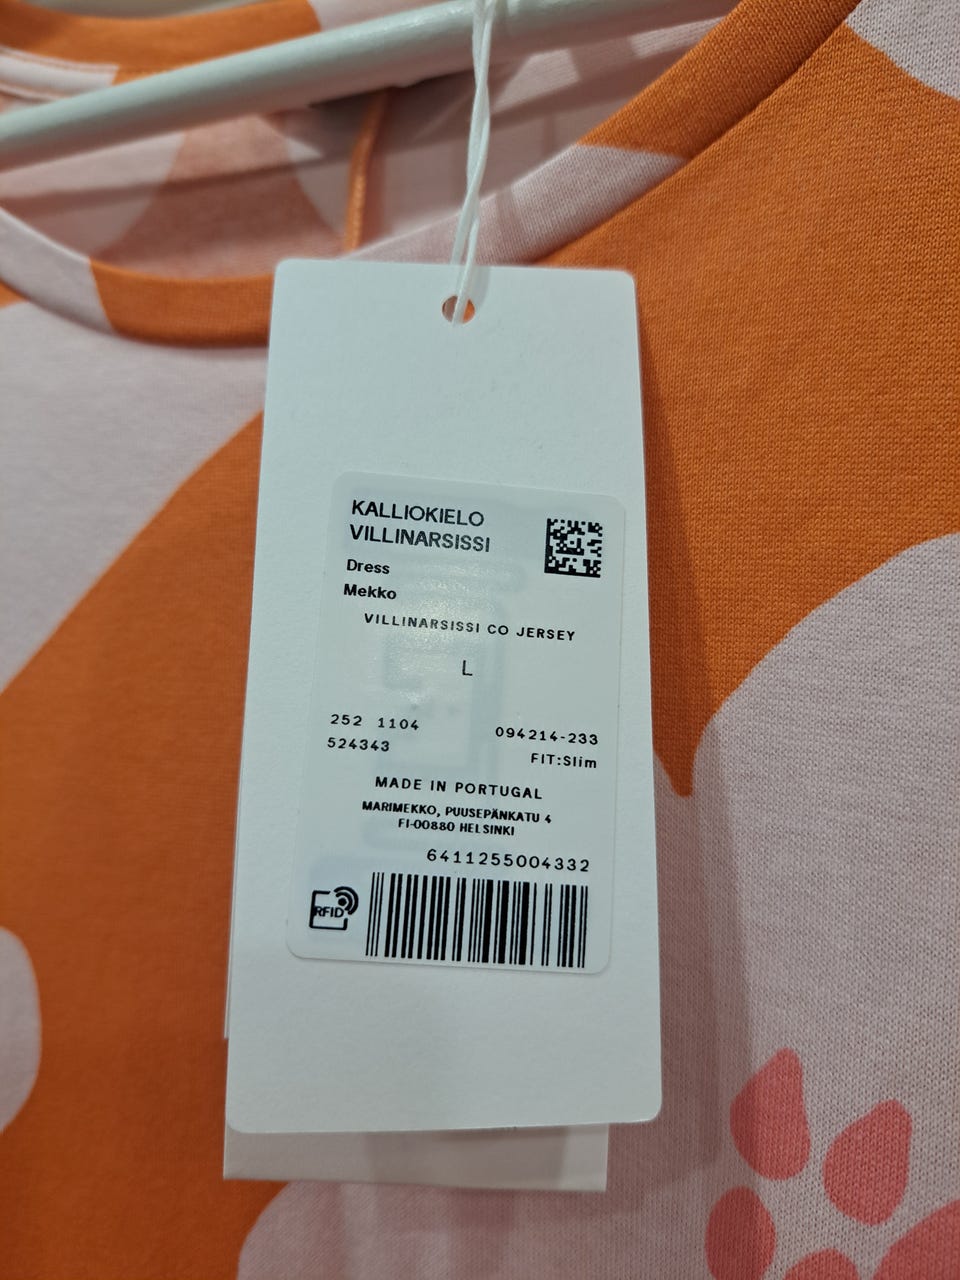 KALLIOKIELO
VILLINARSISSI
Dress
Mekko
VILLINARSISSI CO JERSEY
L
252 1104
094214-233
524343
FIT:Slim
MADE IN PORTUGAL
MARIMEKKO, PUUSEPÄNKATU 4
FI-00880 HELSINKI
6411255004332
RFID